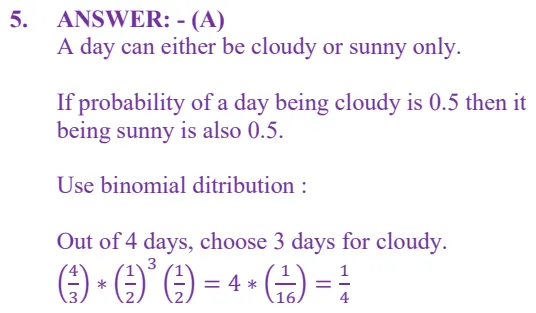 5. ANSWER: - (A)
A day can either be cloudy or sunny only.
If probability of a day being cloudy is 0.5 then it
being sunny is also 0.5.
Use binomial ditribution :
Out of 4 days, choose 3 days for cloudy.
(4/3) * (1/2)^3 (1/2) = 4 * (1/16) = 1/4